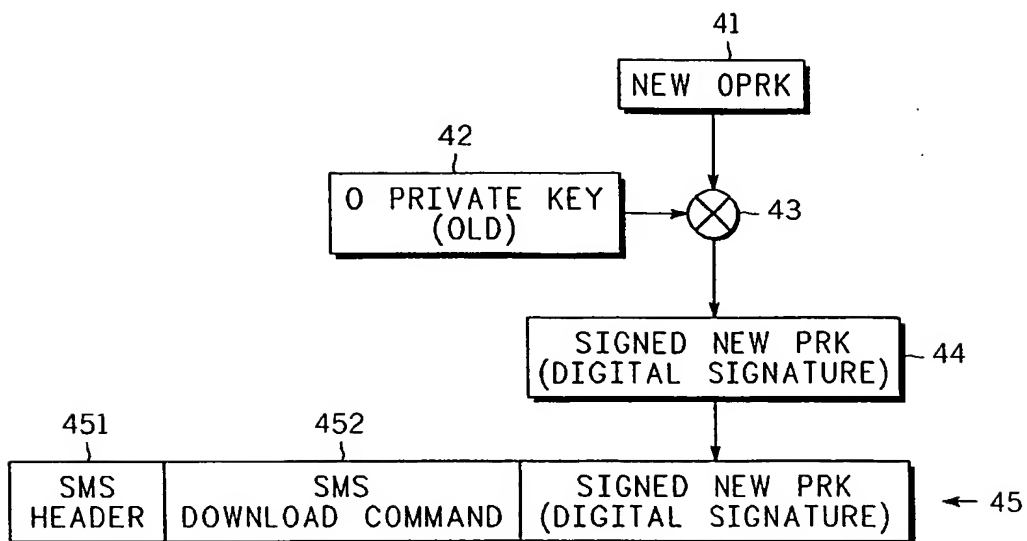 41
NEW OPRK
42
O PRIVATE KEY
(OLD)
43
SIGNED NEW PRK
(DIGITAL SIGNATURE)
44
451
452
SMS
HEADER
SMS
DOWNLOAD COMMAND
SIGNED NEW PRK
(DIGITAL SIGNATURE)
45